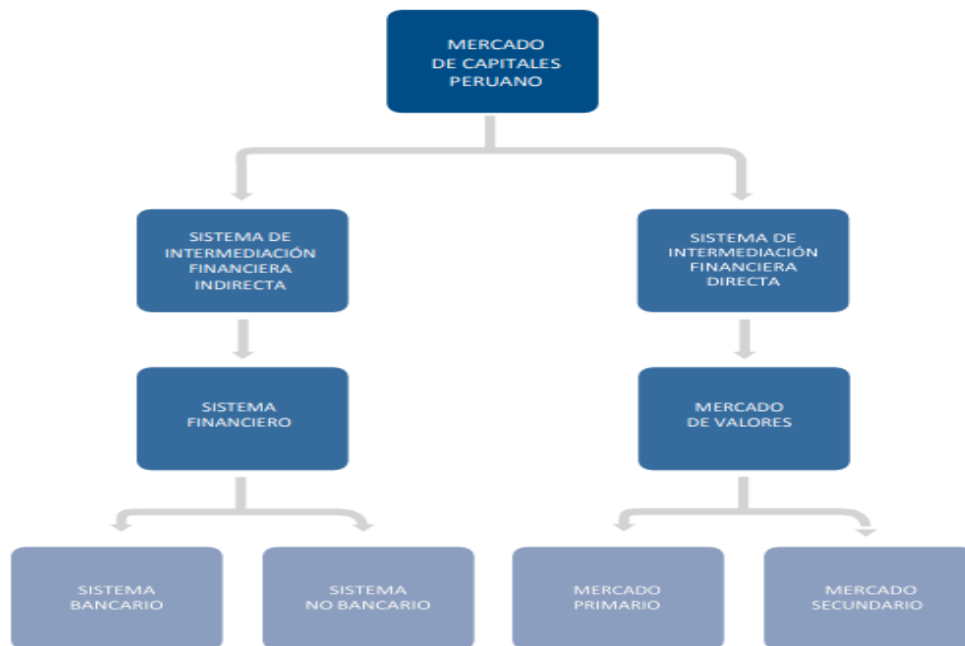 MERCADO
DE CAPITALES
PERUANO
SISTEMA DE
INTERMEDIACIÓN
FINANCIERA
INDIRECTA
SISTEMA DE
INTERMEDIACIÓN
FINANCIERA
DIRECTA
SISTEMA
FINANCIERO
MERCADO
DE VALORES
SISTEMA
BANCARIO
SISTEMA
NO BANCARIO
MERCADO
PRIMARIO
MERCADO
SECUNDARIO